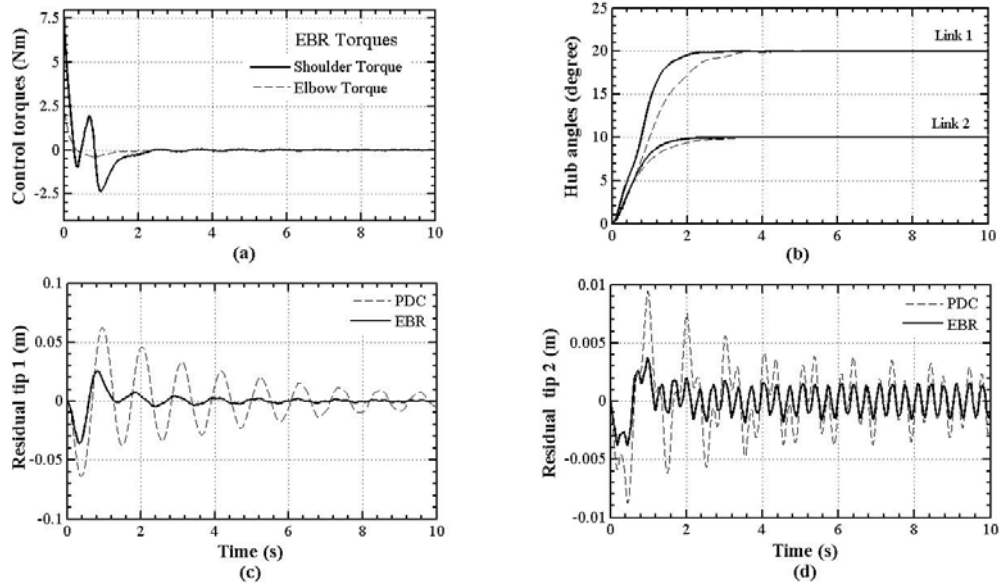 Control torques (Nm)
7.5
5
2.5
0
-2.5
EBR Torques
Shoulder Torque
Elbow Torque
0 2 4 6 8 10
(a)
Hub angles (degree)
25
20
15
10
5
0
Link 1
Link 2
0 2 4 6 8 10
(b)
Residual tip 1 (m)
0.1
0.05
0
-0.05
-0.1
PDC
EBR
0 2 4 6 8 10
Time (s)
(c)
Residual tip 2 (m)
0.01
0.005
0
-0.005
-0.01
PDC
EBR
0 2 4 6 8 10
Time (s)
(d)